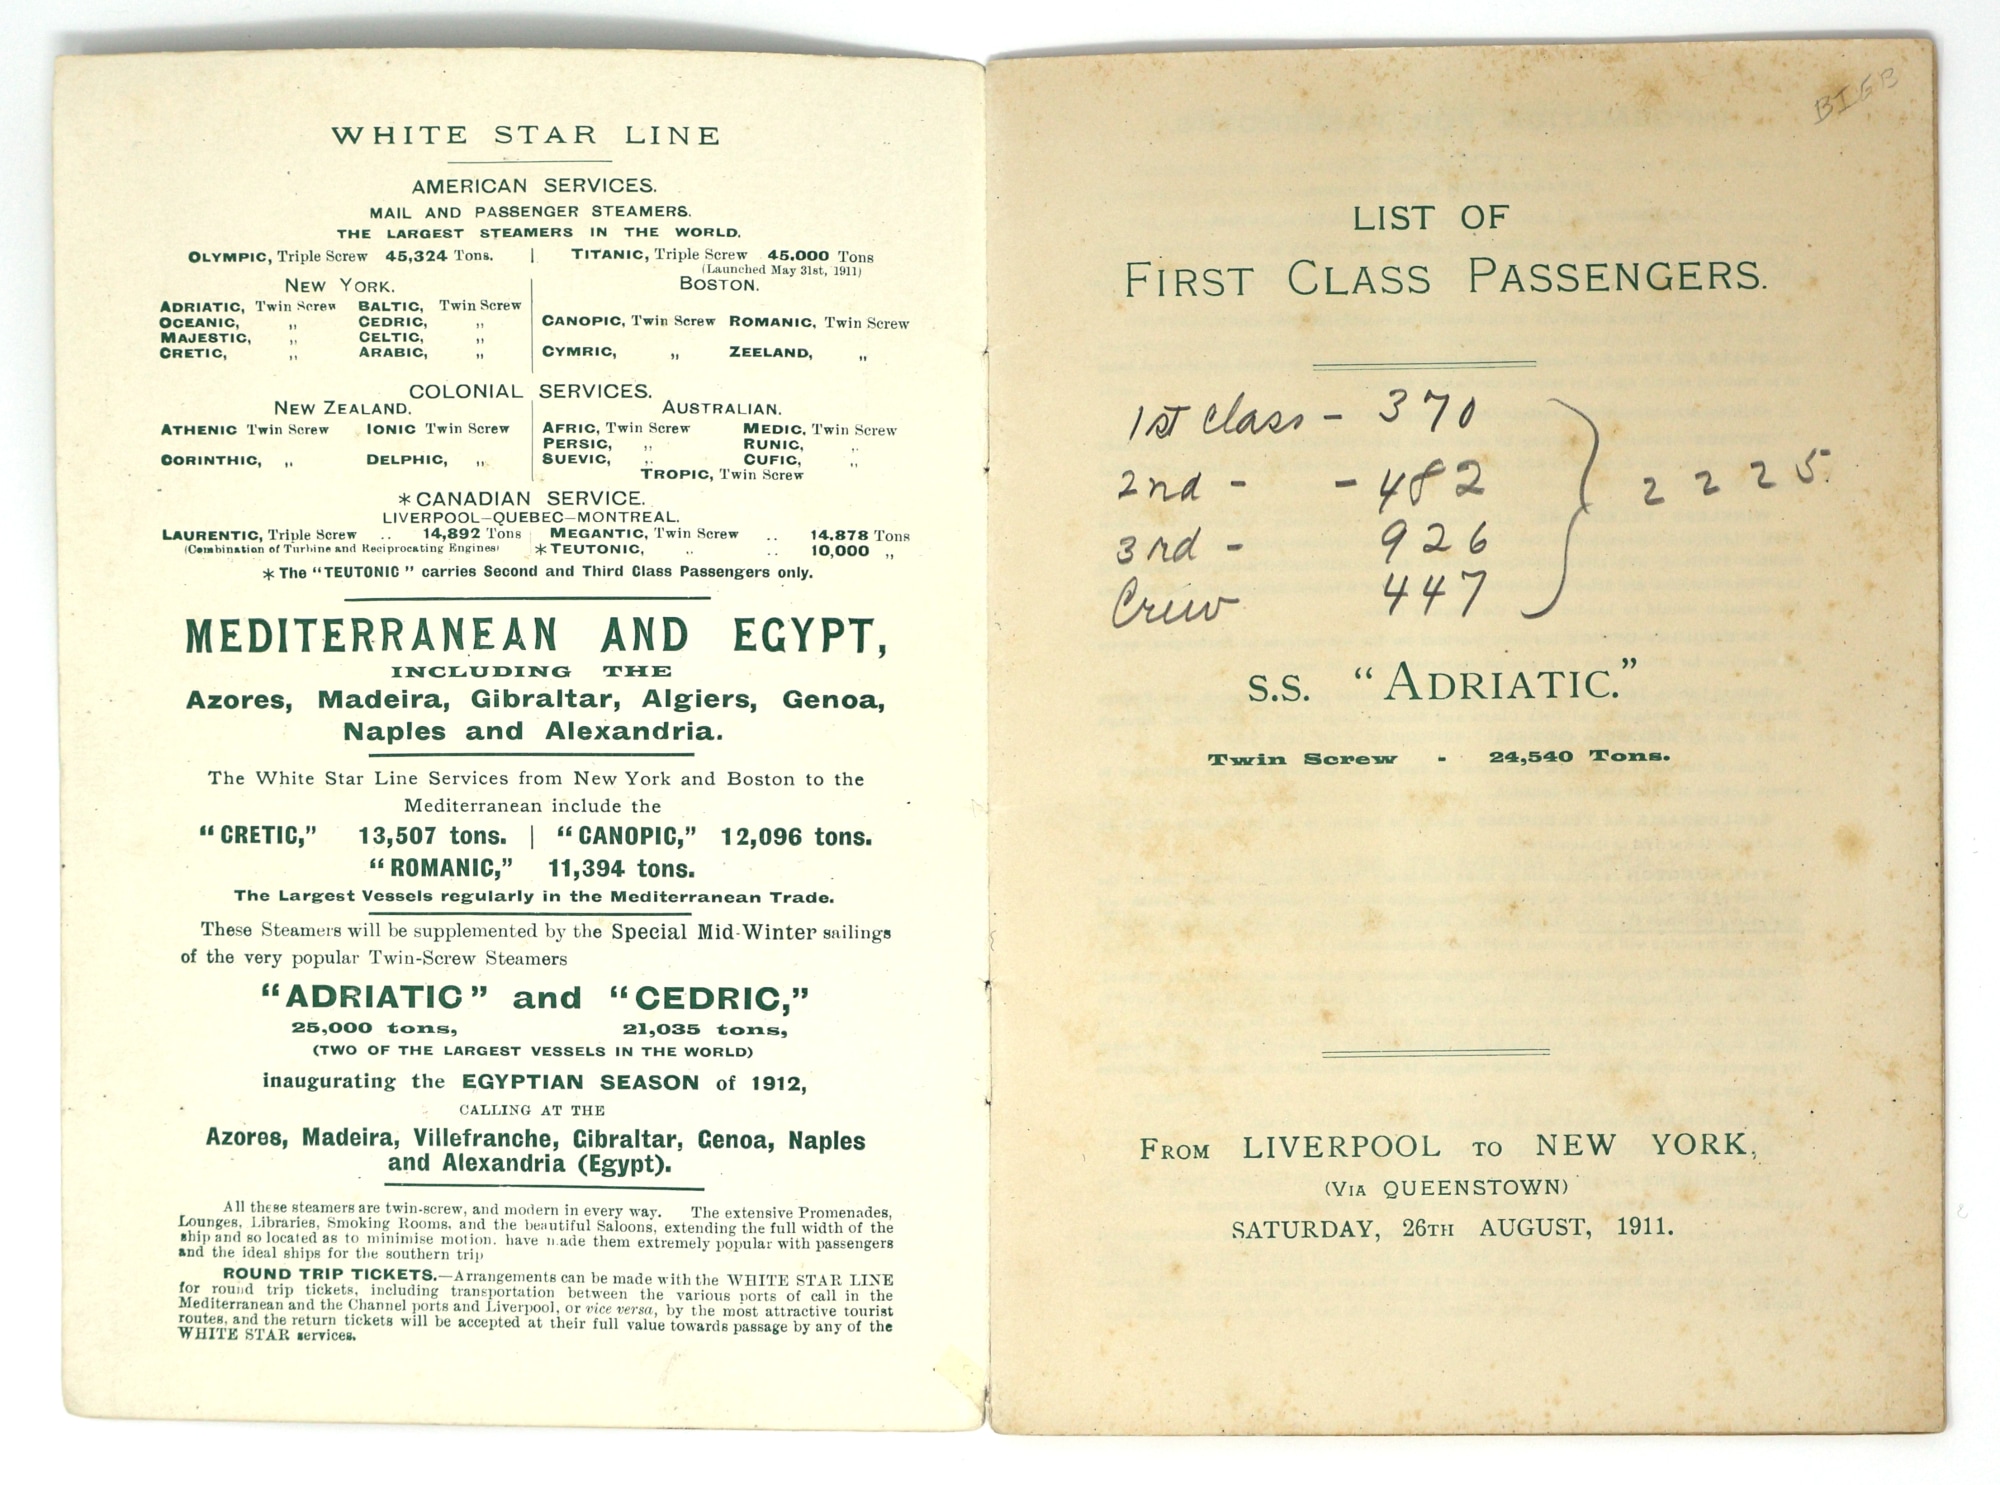 WHITE STAR LINE
AMERICAN SERVICES.
MAIL AND PASSENGER STEAMERS.
THE LARGEST STEAMERS IN THE WORLD.
OLYMPIC, Triple Screw 45,324 Tons. | TITANIC, Triple Screw 45,000 Tons
(Launched May 31st, 1911)
NEW YORK. BOSTON.
ADRIATIC, Twin Screw BALTIC, Twin Screw
OCEANIC, „ CEDRIC, „ CANOPIC, Twin Screw ROMANIC, Twin Screw
MAJESTIC, „ CELTIC, „
CRETIC, „ ARABIC, „ CYMRIC, „ ZEELAND, „
COLONIAL SERVICES.
NEW ZEALAND. AUSTRALIAN.
ATHENIC Twin Screw IONIC Twin Screw AFRIC, Twin Screw MEDIC, Twin Screw
PERSIC, „ RUNIC, „
CORINTHIC, „ DELPHIC, „ SUEVIC, „ CUFIC, „
TROPIC, Twin Screw
*CANADIAN SERVICE.
LIVERPOOL–QUEBEC–MONTREAL.
LAURENTIC, Triple Screw .. 14,892 Tons MEGANTIC, Twin Screw .. 14,878 Tons
(Combination of Turbine and Reciprocating Engines) *TEUTONIC, „ .. 10,000 „
* The "TEUTONIC" carries Second and Third Class Passengers only.
MEDITERRANEAN AND EGYPT,
INCLUDING THE
Azores, Madeira, Gibraltar, Algiers, Genoa,
Naples and Alexandria.
The White Star Line Services from New York and Boston to the
Mediterranean include the
"CRETIC," 13,507 tons. | "CANOPIC," 12,096 tons.
"ROMANIC," 11,394 tons.
The Largest Vessels regularly in the Mediterranean Trade.
These Steamers will be supplemented by the Special Mid-Winter sailings
of the very popular Twin-Screw Steamers
"ADRIATIC" and "CEDRIC,"
25,000 tons, 21,035 tons,
(TWO OF THE LARGEST VESSELS IN THE WORLD)
inaugurating the EGYPTIAN SEASON of 1912,
CALLING AT THE
Azores, Madeira, Villefranche, Gibraltar, Genoa, Naples
and Alexandria (Egypt).
All these steamers are twin-screw, and modern in every way. The extensive Promenades,
Lounges, Libraries, Smoking Rooms, and the beautiful Saloons, extending the full width of the
ship and so located as to minimise motion, have made them extremely popular with passengers
and the ideal ships for the southern trip
ROUND TRIP TICKETS.—Arrangements can be made with the WHITE STAR LINE
for round trip tickets, including transportation between the various ports of call in the
Mediterranean and the Channel ports and Liverpool, or vice versa, by the most attractive tourist
routes, and the return tickets will be accepted at their full value towards passage by any of the
WHITE STAR services.
BIGB
LIST OF
FIRST CLASS PASSENGERS.
1st Class - 370
2nd - - 482 2225.
3rd - 926
Crew 447
S.S. "ADRIATIC."
Twin Screw - 24,540 Tons.
FROM LIVERPOOL TO NEW YORK,
(VIA QUEENSTOWN)
SATURDAY, 26TH AUGUST, 1911.